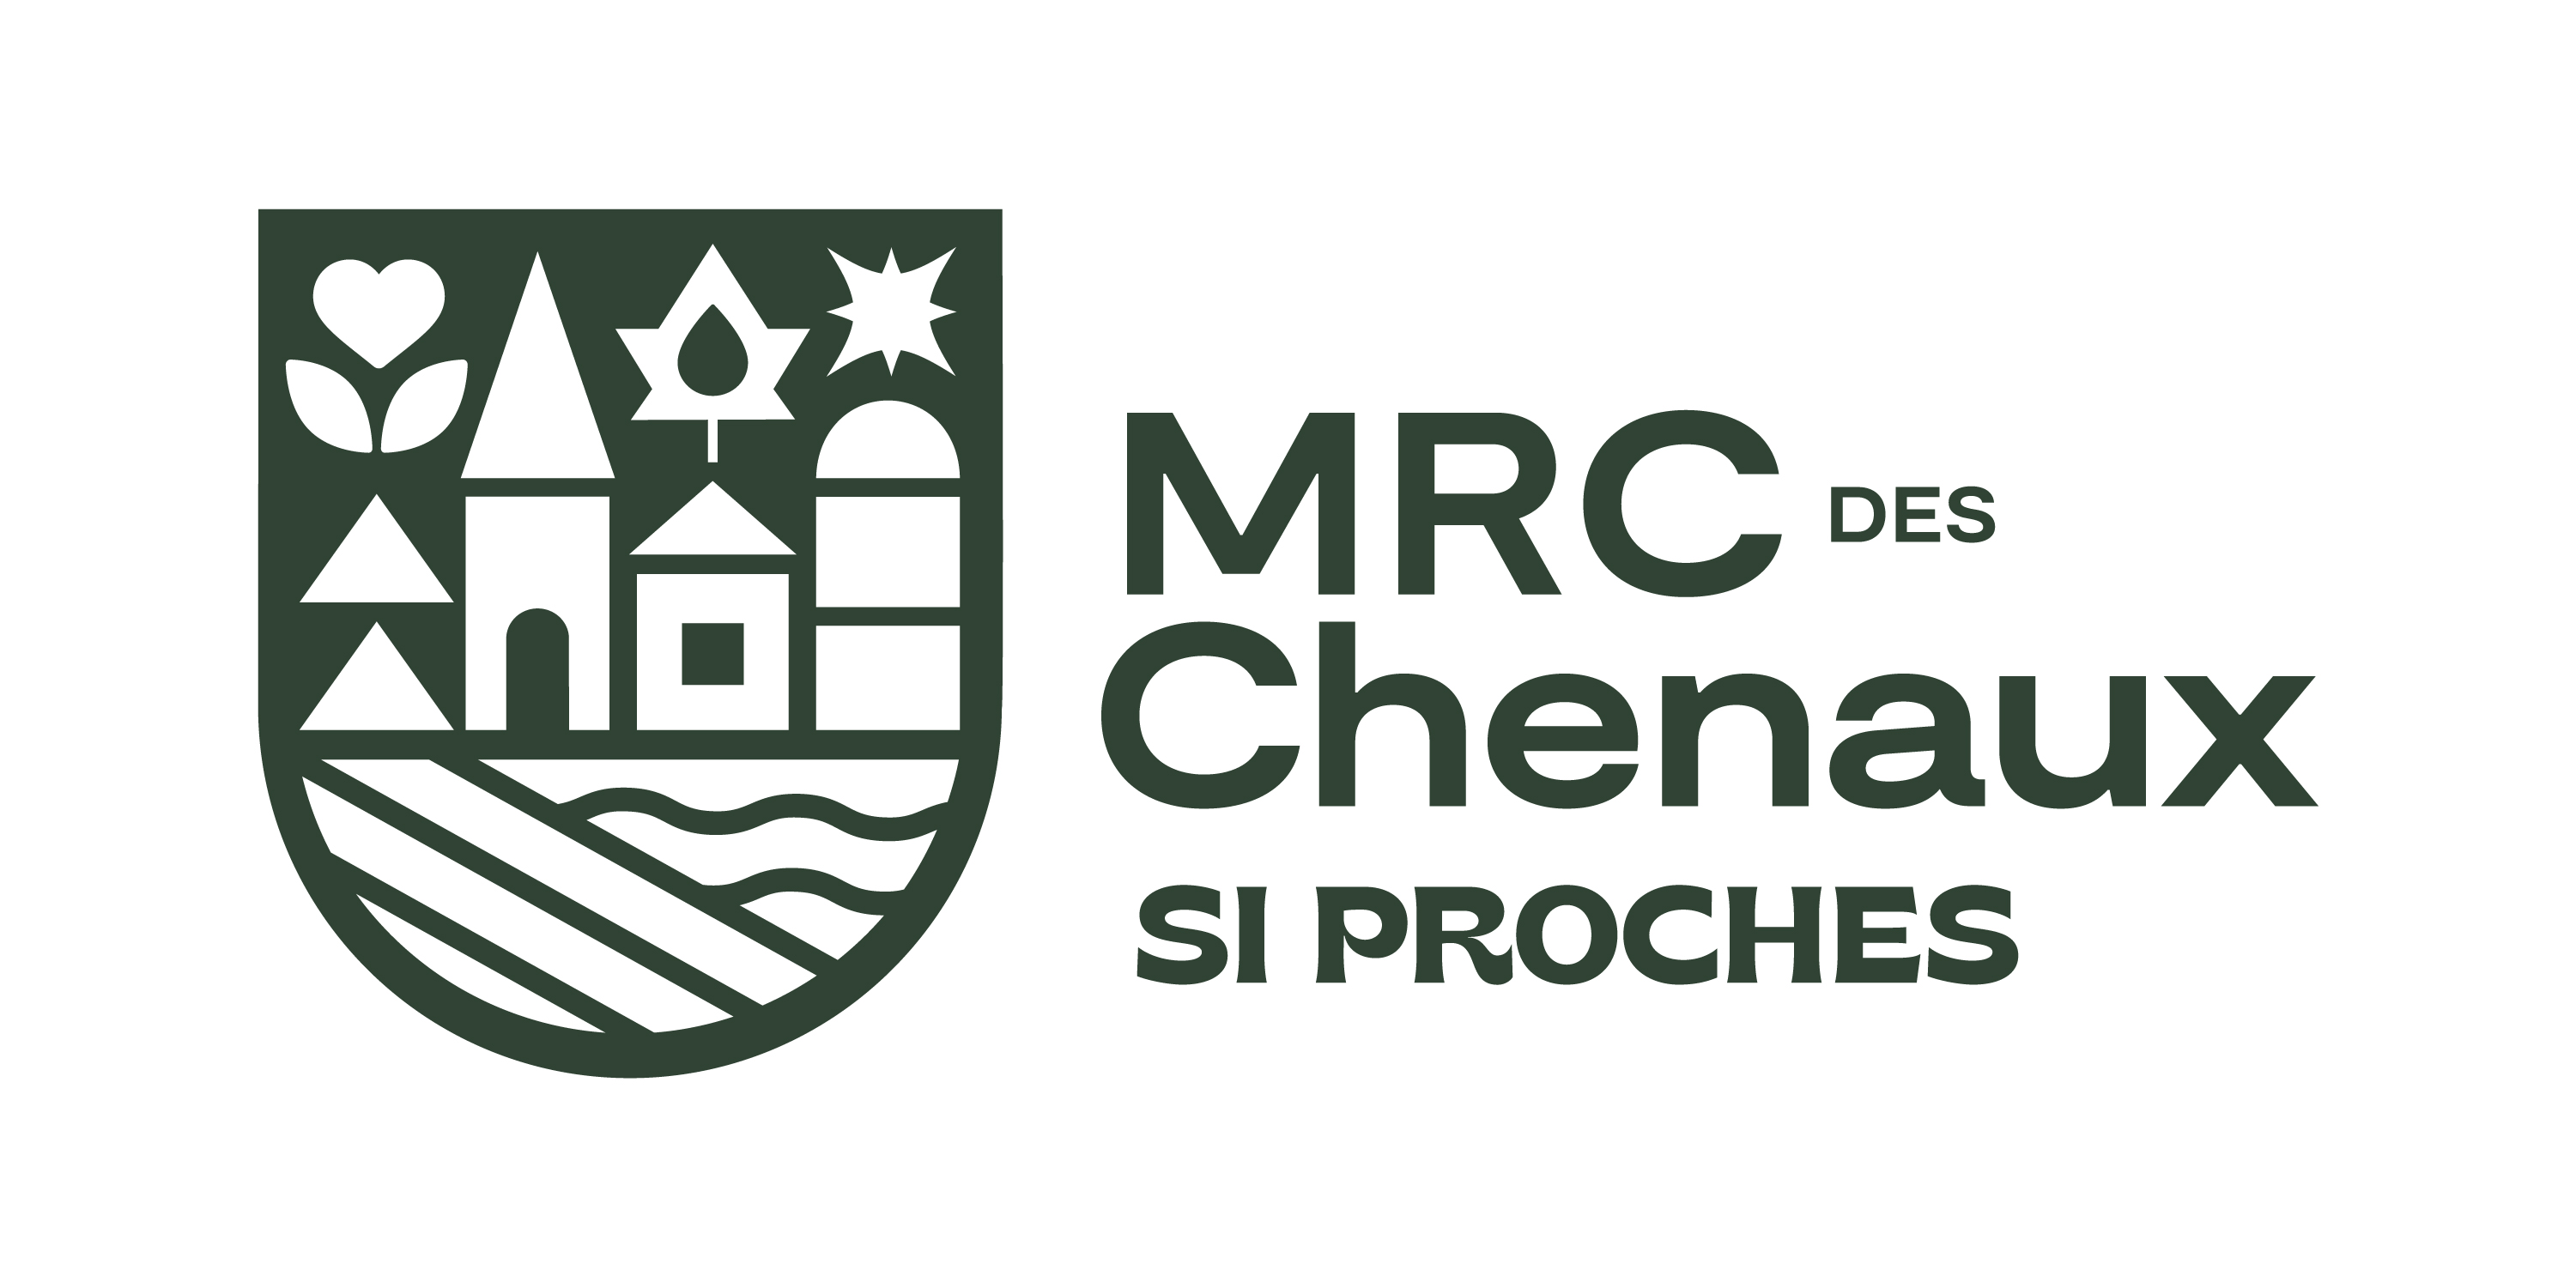 MRC DES
Chenaux
SI PROCHES